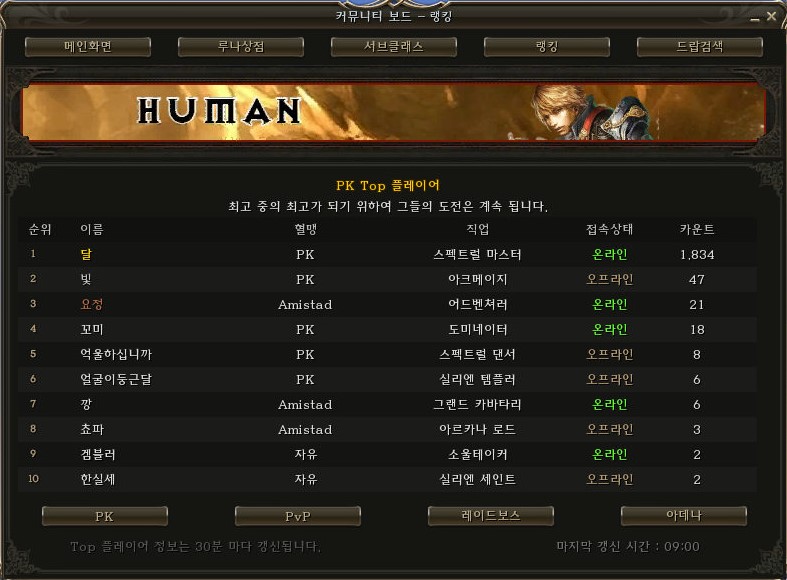 커뮤니티 보드 - 랭킹
메인화면 루나상점 서브클래스 랭킹 드랍검색
HUMAN
PK Top 플레이어
최고 중의 최고가 되기 위하여 그들의 도전은 계속 됩니다.
순위 이름 혈맹 직업 접속상태 카운트
1 달 PK 스펙트럴 마스터 온라인 1,834
2 빛 PK 아크메이지 오프라인 47
3 요정 Amistad 어드벤쳐러 온라인 21
4 꼬미 PK 도미네이터 온라인 18
5 억울하십니까 PK 스펙트럴 댄서 오프라인 8
6 얼굴이둥근달 PK 실리엔 템플러 오프라인 6
7 깡 Amistad 그랜드 카바타리 온라인 6
8 쵸파 Amistad 아르카나 로드 오프라인 3
9 겜블러 자유 소울테이커 온라인 2
10 한실세 자유 실리엔 세인트 오프라인 2
PK PvP 레이드보스 아데나
Top 플레이어 정보는 30분 마다 갱신됩니다. 마지막 갱신 시간 : 09:00